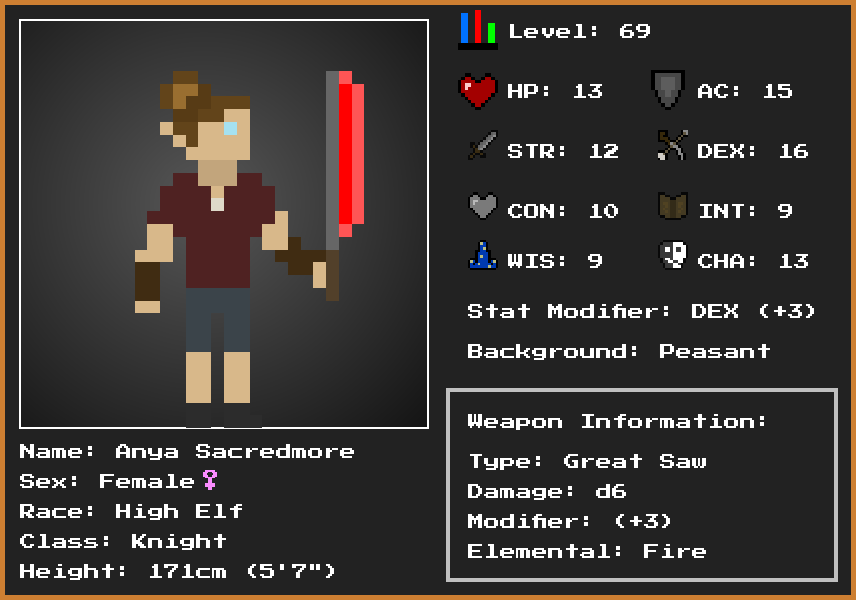 Level: 69
HP: 13
AC: 15
STR: 12
DEX: 16
CON: 10
INT: 9
WIS: 9
CHA: 13
Stat Modifier: DEX (+3)
Background: Peasant
Weapon Information:
Type: Great Saw
Damage: d6
Modifier: (+3)
Elemental: Fire
Name: Anya Sacredmore
Sex: Female♀
Race: High Elf
Class: Knight
Height: 171cm (5'7")